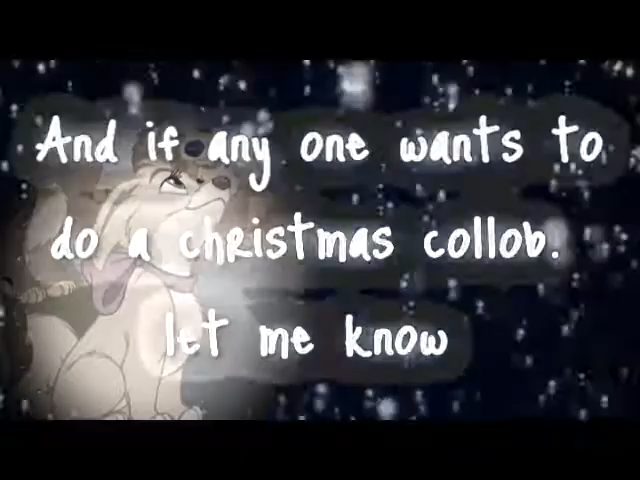 And if any one wants to
do a christmas collob.
let me know